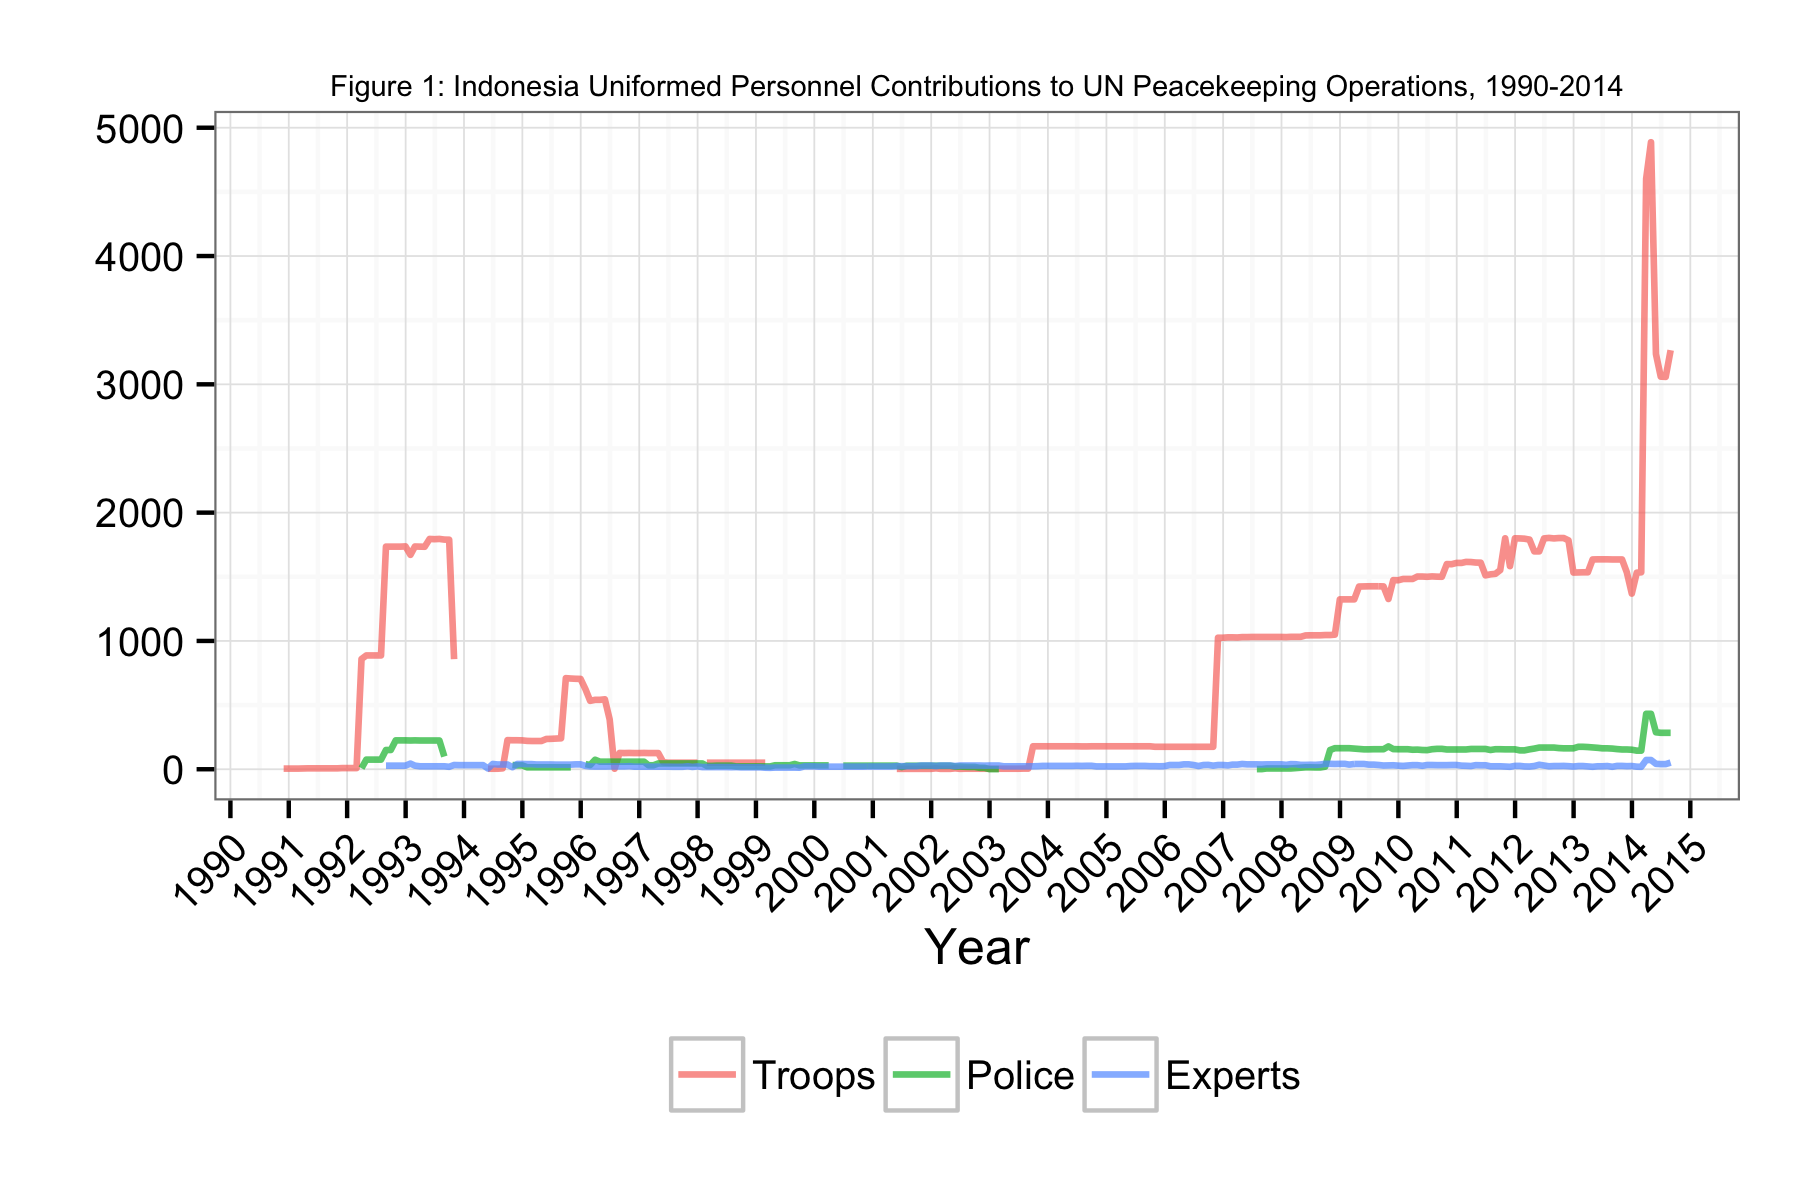 Figure 1: Indonesia Uniformed Personnel Contributions to UN Peacekeeping Operations, 1990-2014
5000
4000
3000
2000
1000
0
1990 1991 1992 1993 1994 1995 1996 1997 1998 1999 2000 2001 2002 2003 2004 2005 2006 2007 2008 2009 2010 2011 2012 2013 2014 2015
Year
Troops Police Experts